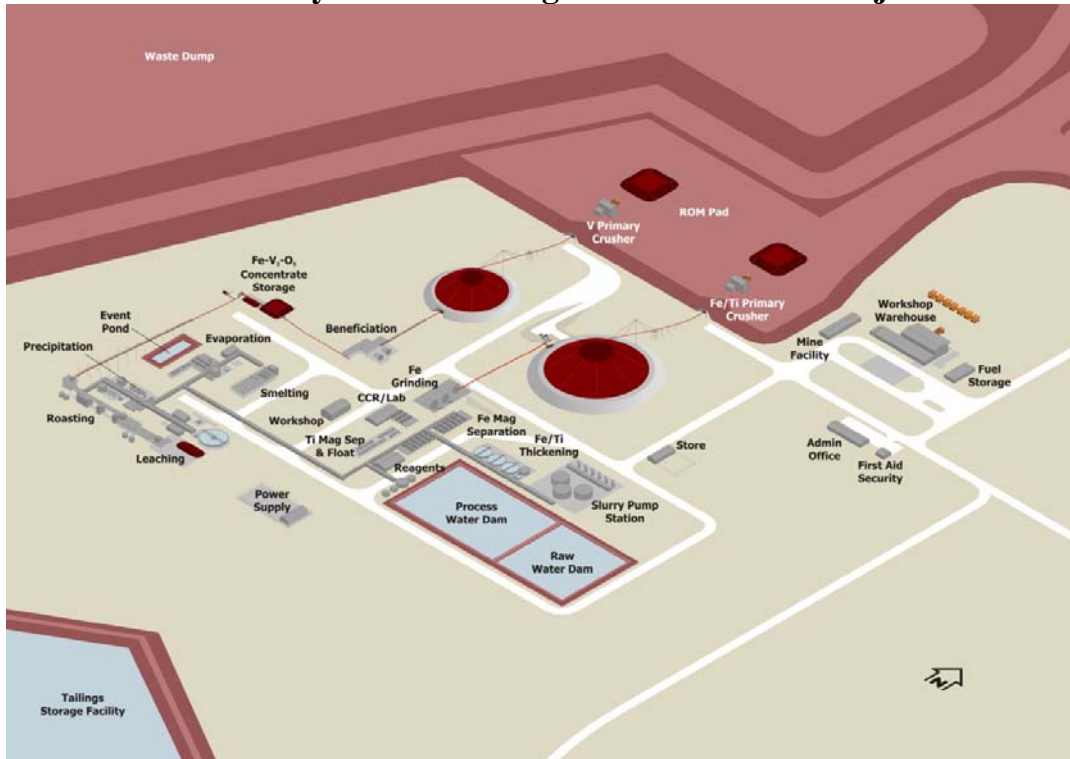 Waste Dump
ROM Pad
V Primary
Crusher
Fe-V₂-O₅
Concentrate
Storage
Fe/Ti Primary
Crusher
Workshop
Warehouse
Event
Pond
Beneficiation
Mine
Facility
Precipitation
Evaporation
Fe
Grinding
Fuel
Storage
Smelting
CCR/Lab
Roasting
Workshop
Fe Mag
Separation
Ti Mag Sep
& Float
Fe/Ti
Thickening
Store
Admin
Office
Leaching
Reagents
First Aid
Security
Power
Supply
Process
Water Dam
Slurry Pump
Station
Raw
Water Dam
N
Tailings
Storage Facility